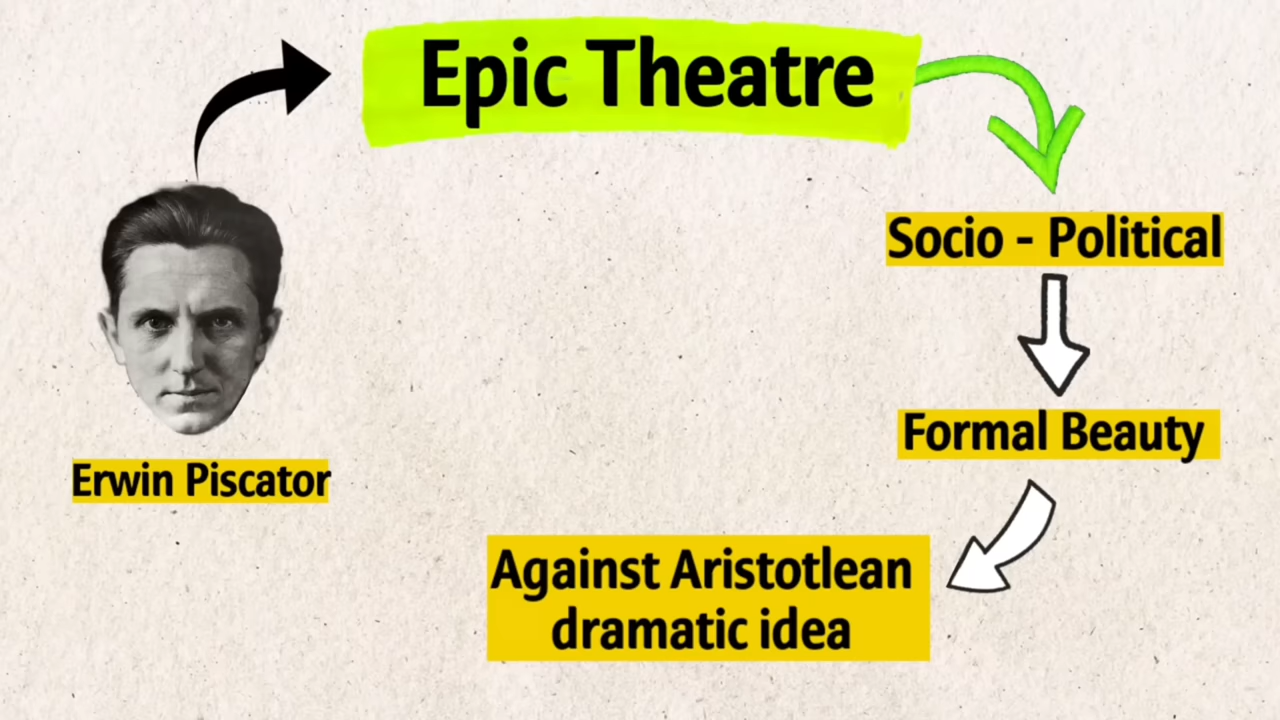 Epic Theatre
Socio - Political
Formal Beauty
Erwin Piscator
Against Aristotlean
dramatic idea